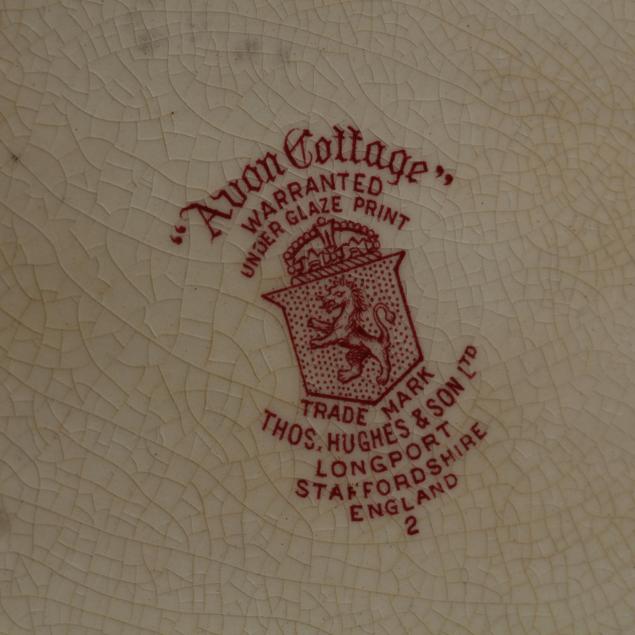 "Avon Cottage"
WARRANTED
UNDER GLAZE PRINT
TRADE MARK
THOS. HUGHES & SON LTD
LONGPORT
STAFFORDSHIRE
ENGLAND
2